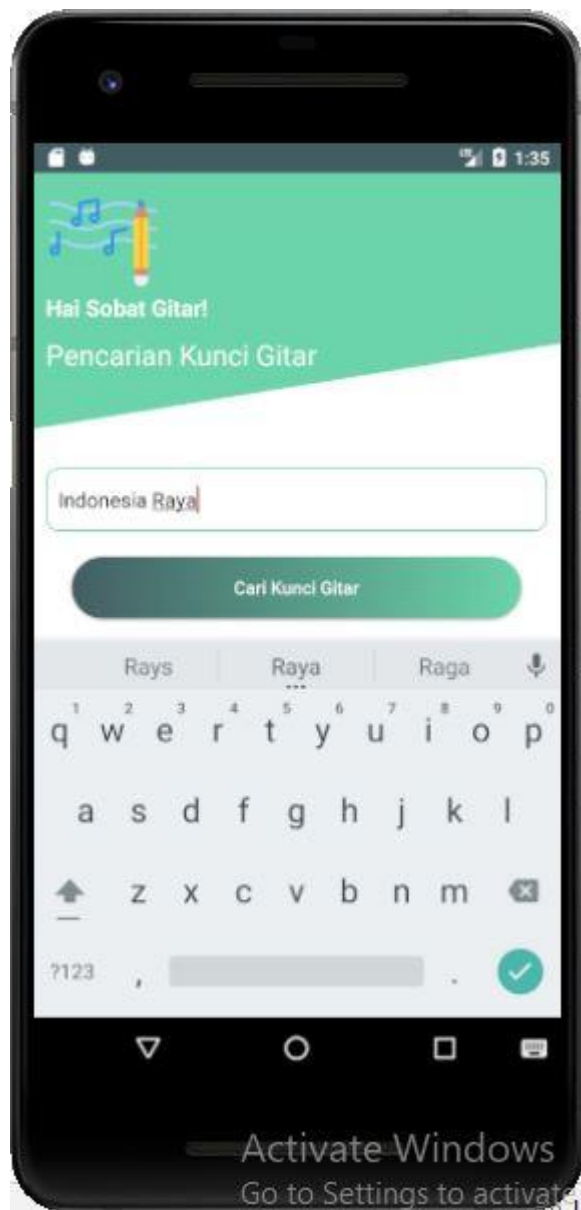 1:35
Hai Sobat Gitar!
Pencarian Kunci Gitar
Indonesia Raya
Cari Kunci Gitar
Rays Raya Raga
1 2 3 4 5 6 7 8 9 0
q w e r t y u i o p
a s d f g h j k l
z x c v b n m
?123 , .
Activate Windows
Go to Settings to activate